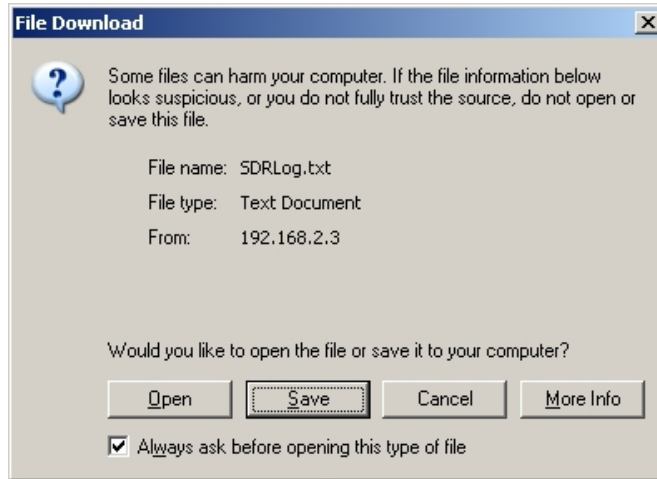 File Download
Some files can harm your computer. If the file information below
looks suspicious, or you do not fully trust the source, do not open or
save this file.
File name: SDRLog.txt
File type: Text Document
From: 192.168.2.3
Would you like to open the file or save it to your computer?
Open Save Cancel More Info
Always ask before opening this type of file